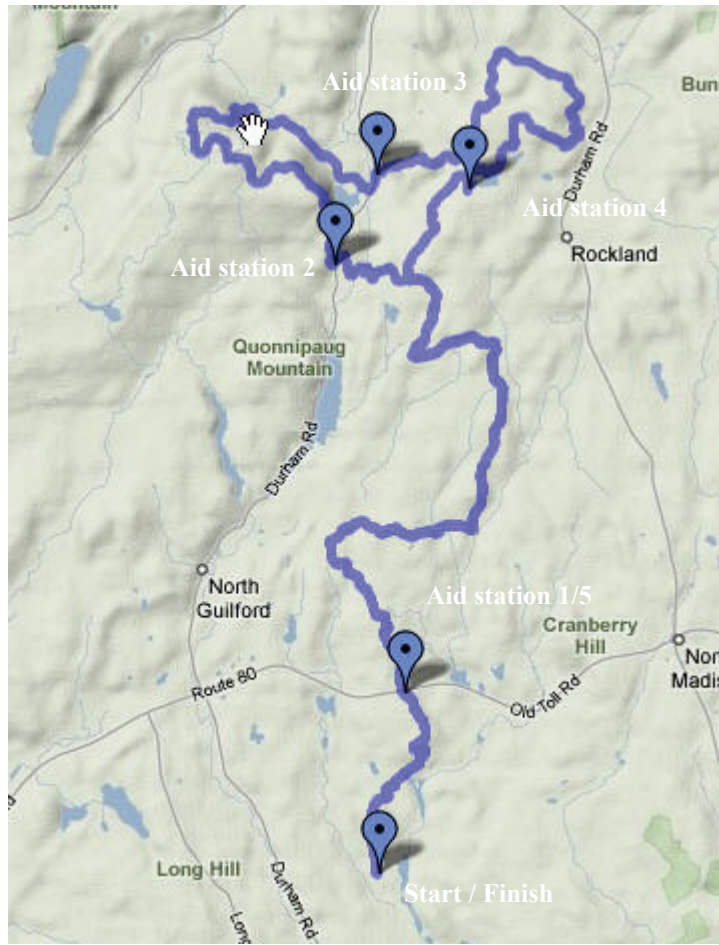 Mountain
Aid station 3
Bun
Durham Rd
Aid station 4
Rockland
Aid station 2
Quonnipaug
Mountain
Durham Rd
North
Guilford
Aid station 1/5
Cranberry
Hill
Nor
Madis
Route 80
Old Toll Rd
Long Hill
Durham Rd
Start / Finish
Long